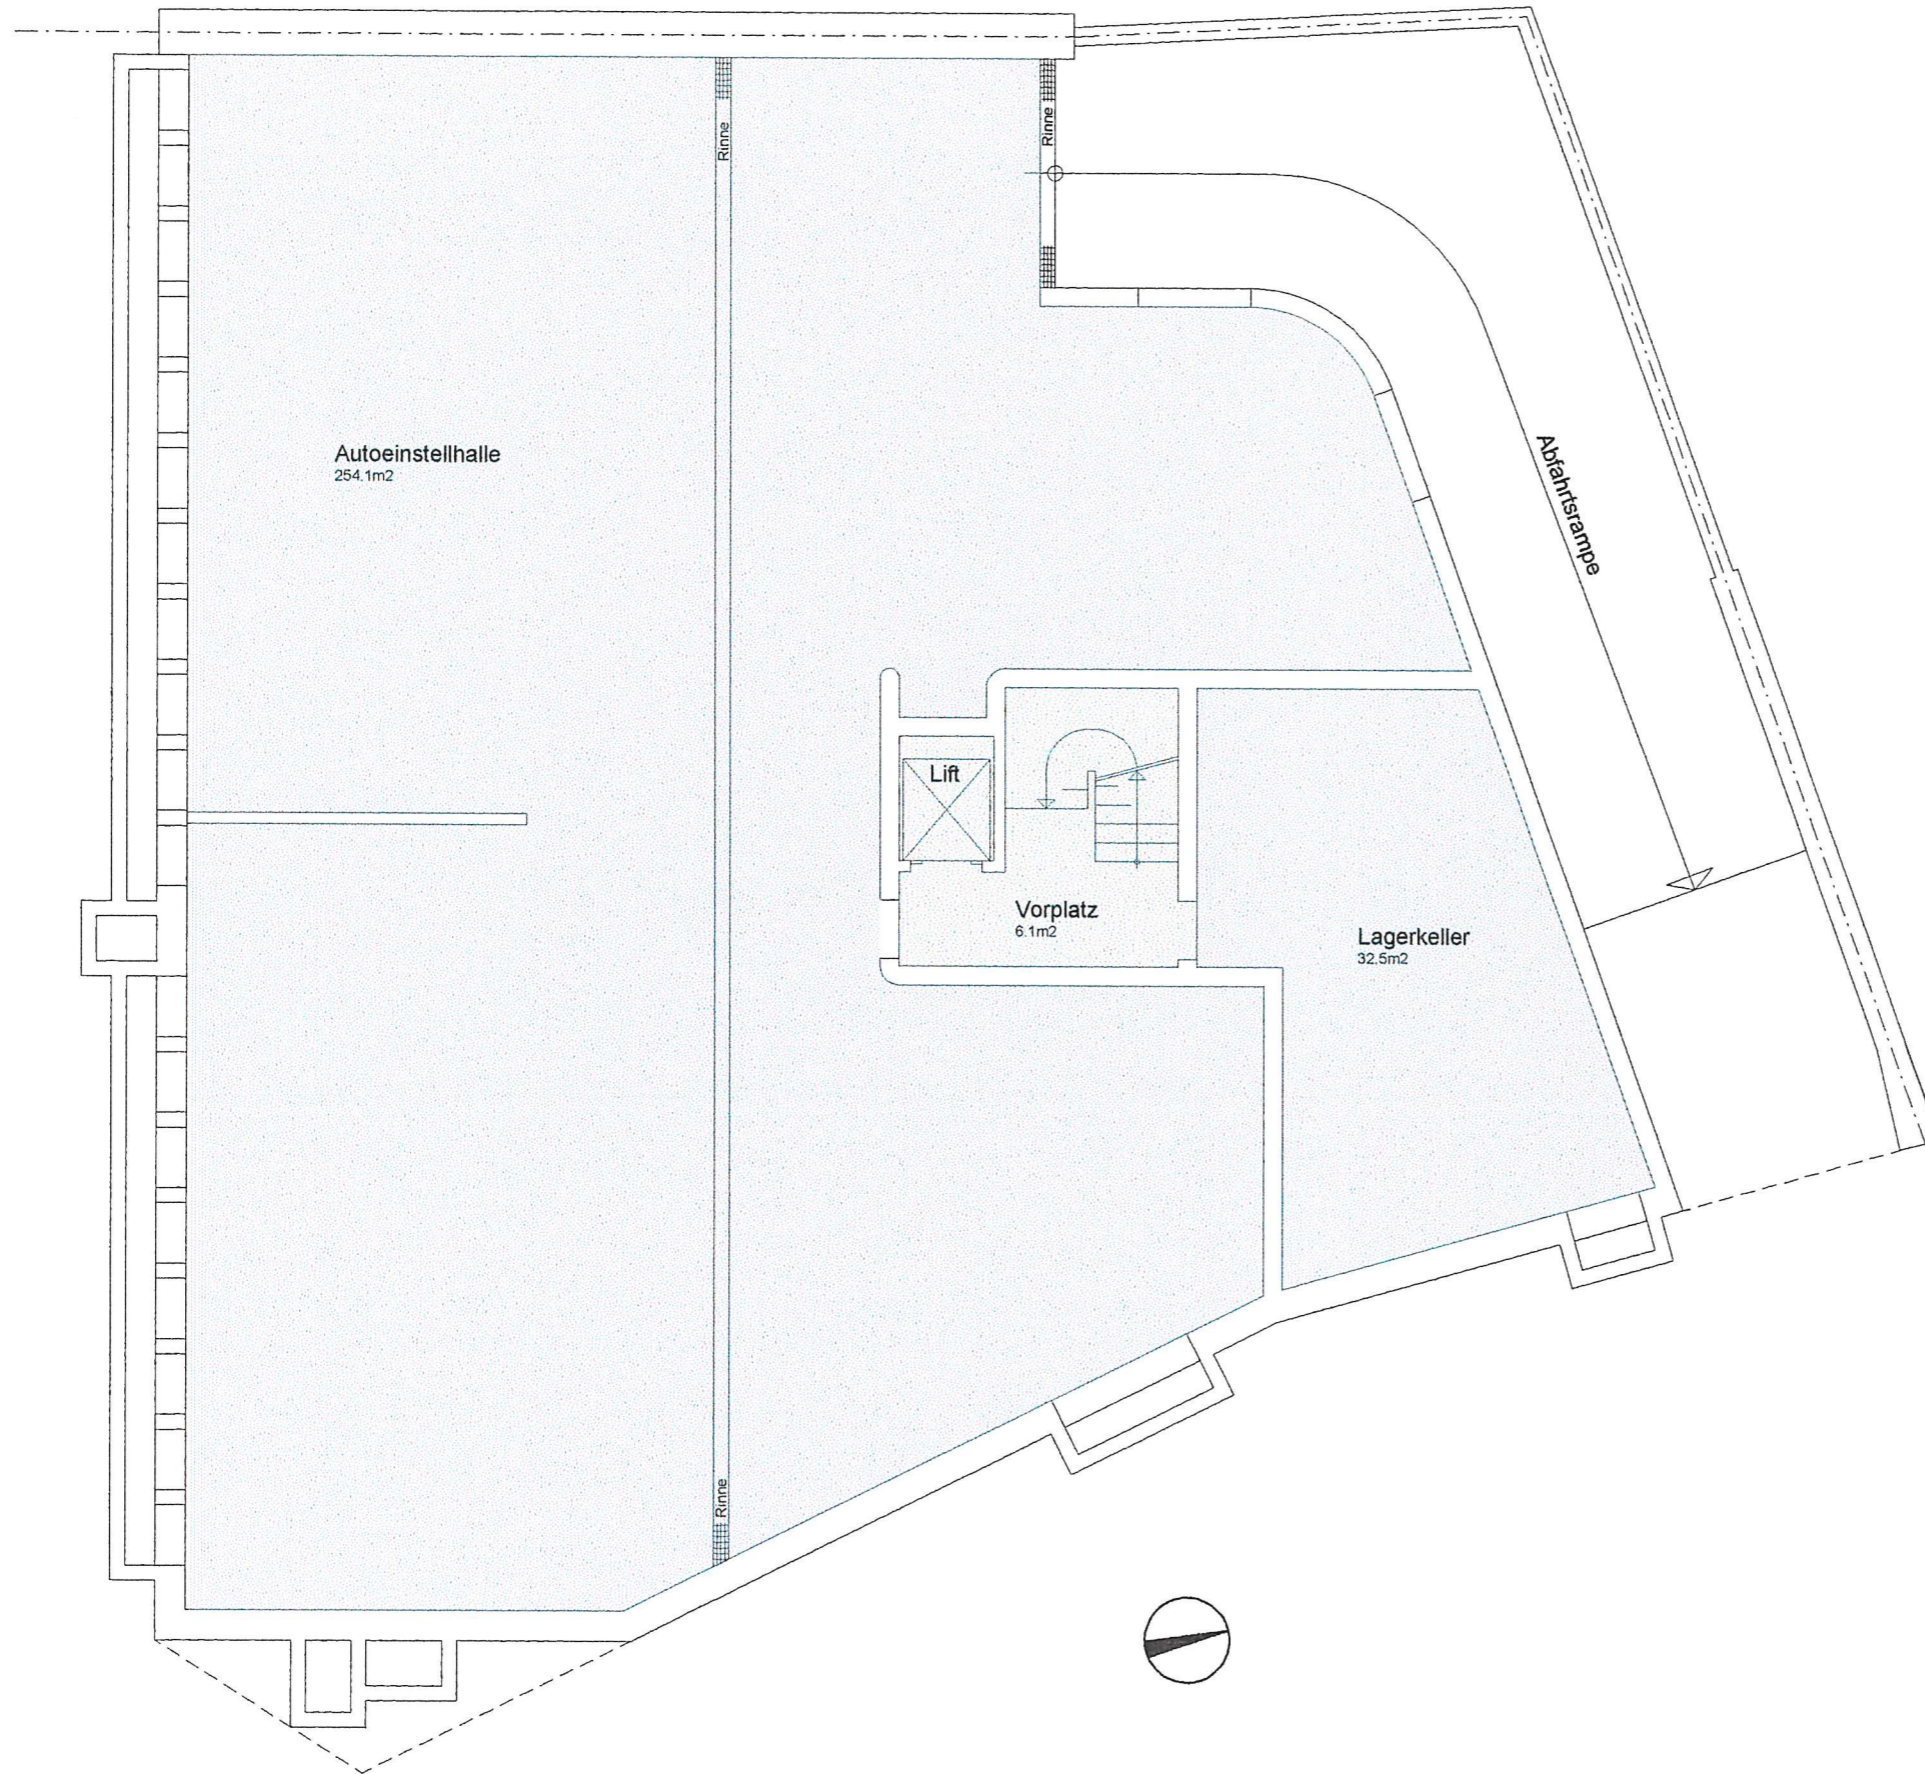 Rinne
Rinne
Autoeinstellhalle
254.1m2
Abfahrtsrampe
Lift
Vorplatz
6.1m2
Lagerkeller
32.5m2
Rinne